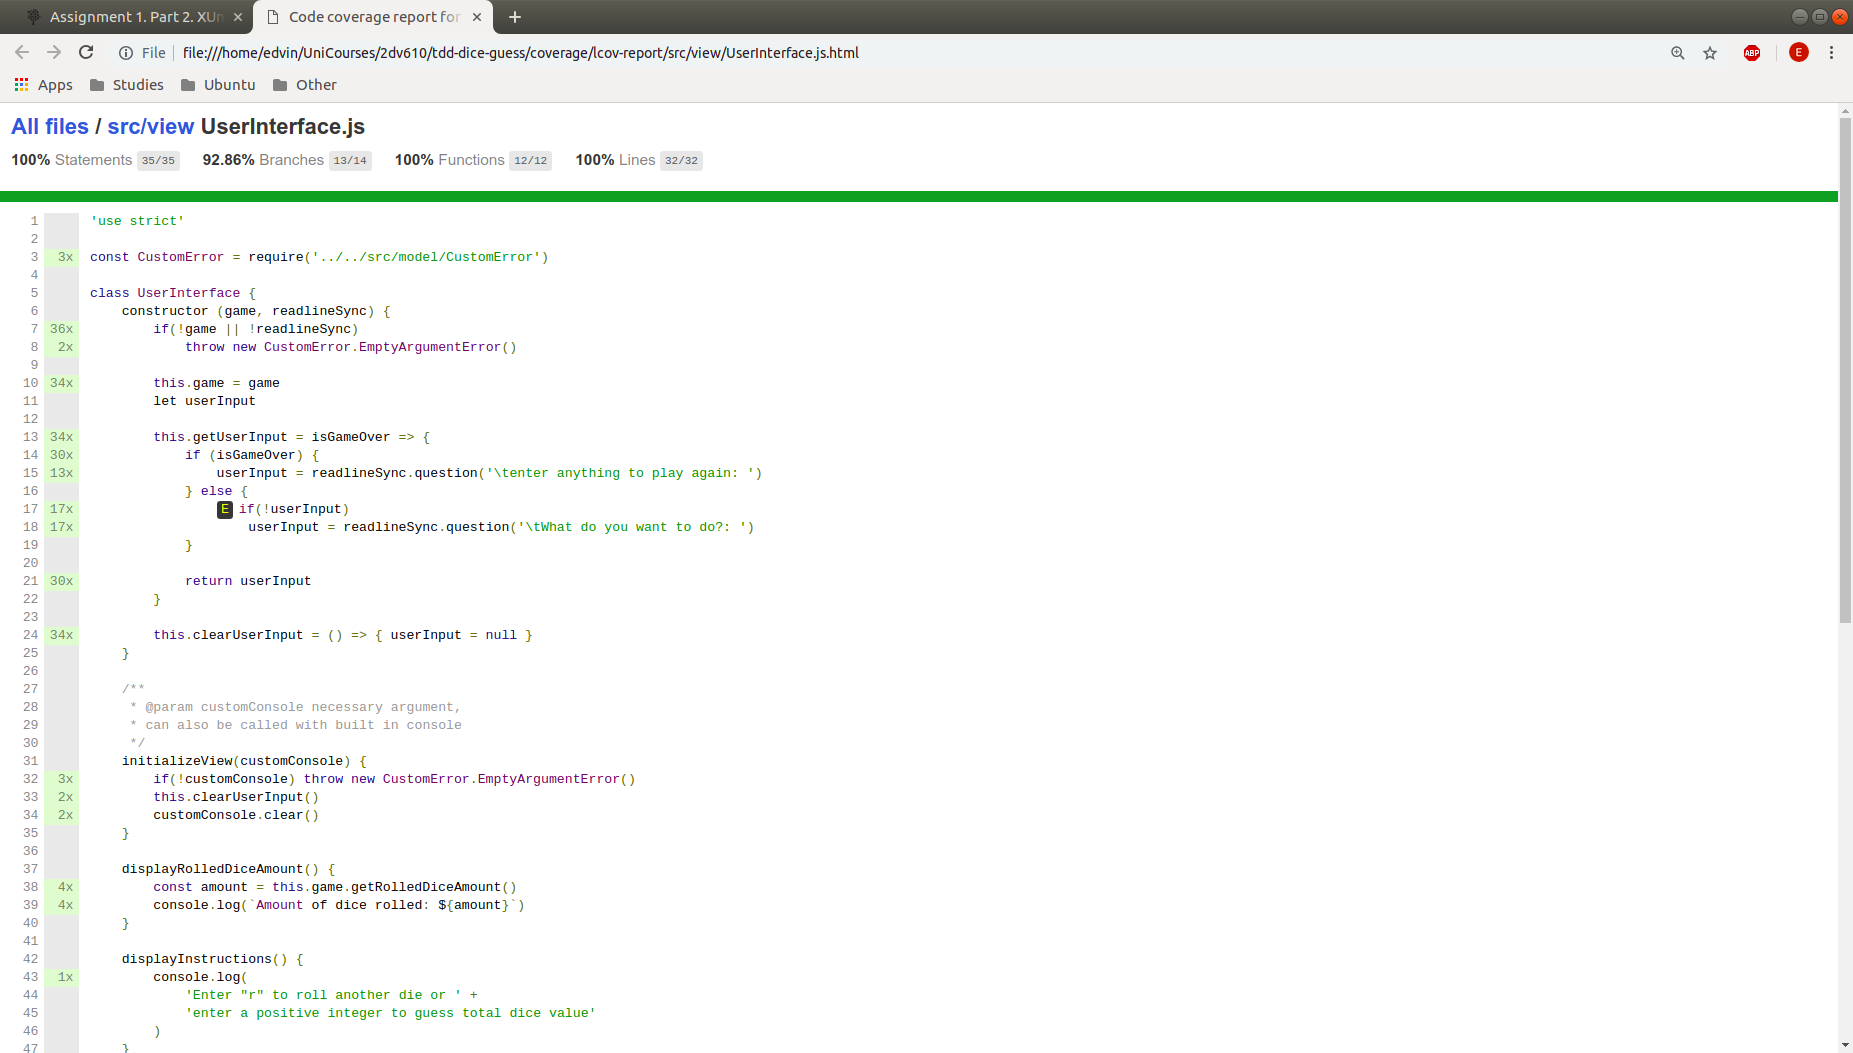 Assignment 1. Part 2. XUn
Code coverage report for
File
file:///home/edvin/UniCourses/2dv610/tdd-dice-guess/coverage/lcov-report/src/view/UserInterface.js.html
ABP
E
Apps
Studies
Ubuntu
Other
All files / src/view UserInterface.js
100% Statements 35/35 92.86% Branches 13/14 100% Functions 12/12 100% Lines 32/32
1 'use strict'
2
3 3x const CustomError = require('../../src/model/CustomError')
4
5 class UserInterface {
6 constructor (game, readlineSync) {
7 36x if(!game || !readlineSync)
8 2x throw new CustomError.EmptyArgumentError()
9
10 34x this.game = game
11 let userInput
12
13 34x this.getUserInput = isGameOver => {
14 30x if (isGameOver) {
15 13x userInput = readlineSync.question('\tenter anything to play again: ')
16 } else {
17 17x E if(!userInput)
18 17x userInput = readlineSync.question('\tWhat do you want to do?: ')
19 }
20
21 30x return userInput
22 }
23
24 34x this.clearUserInput = () => { userInput = null }
25 }
26
27 /**
28 * @param customConsole necessary argument,
29 * can also be called with built in console
30 */
31 initializeView(customConsole) {
32 3x if(!customConsole) throw new CustomError.EmptyArgumentError()
33 2x this.clearUserInput()
34 2x customConsole.clear()
35 }
36
37 displayRolledDiceAmount() {
38 4x const amount = this.game.getRolledDiceAmount()
39 4x console.log(`Amount of dice rolled: ${amount}`)
40 }
41
42 displayInstructions() {
43 1x console.log(
44 'Enter "r" to roll another die or ' +
45 'enter a positive integer to guess total dice value'
46 )
47 }